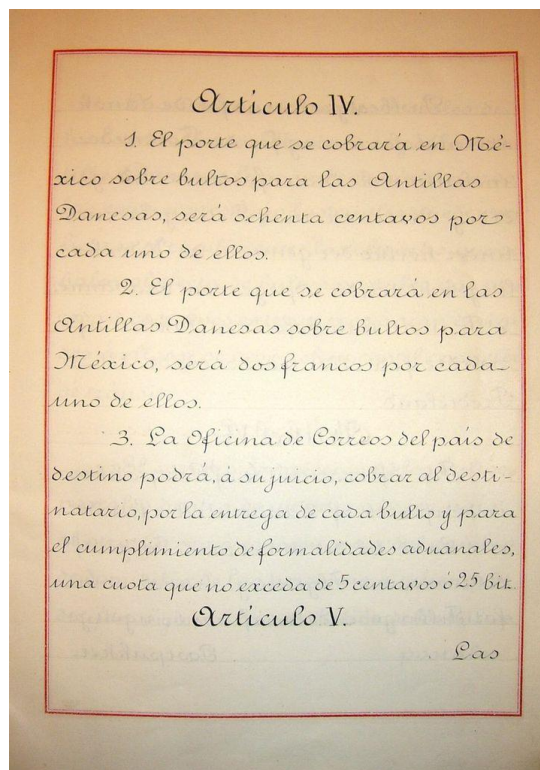 Artículo IV.
1. El porte que se cobrará en Mé-
xico sobre bultos para las Antillas
Danesas, será ochenta centavos por
cada uno de ellos.
2. El porte que se cobrará en las
Antillas Danesas sobre bultos para
México, será dos francos por cada
uno de ellos.
3. La Oficina de Correos del país de
destino podrá, á su juicio, cobrar al desti-
natario, por la entrega de cada bulto y para
el cumplimiento de formalidades aduanales,
una cuota que no exceda de 5 centavos ó 25 bit.
Artículo V.
Las